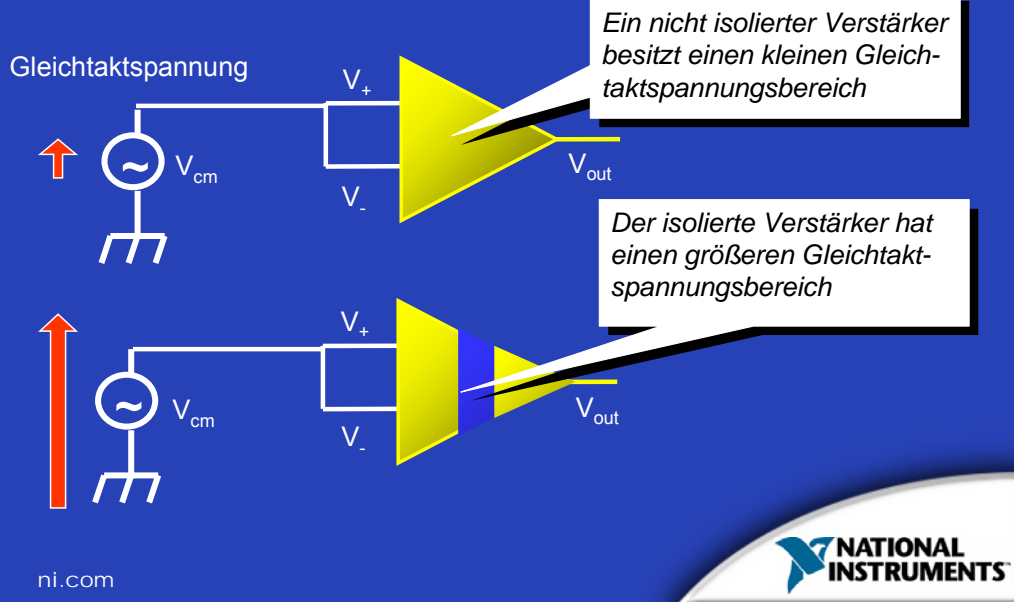 Ein nicht isolierter Verstärker
besitzt einen kleinen Gleich-
taktspannungsbereich
Gleichtaktspannung
V+
Vcm
V-
Vout
Der isolierte Verstärker hat
einen größeren Gleichtakt-
spannungsbereich
V+
Vcm
V-
Vout
NATIONAL
INSTRUMENTS
ni.com